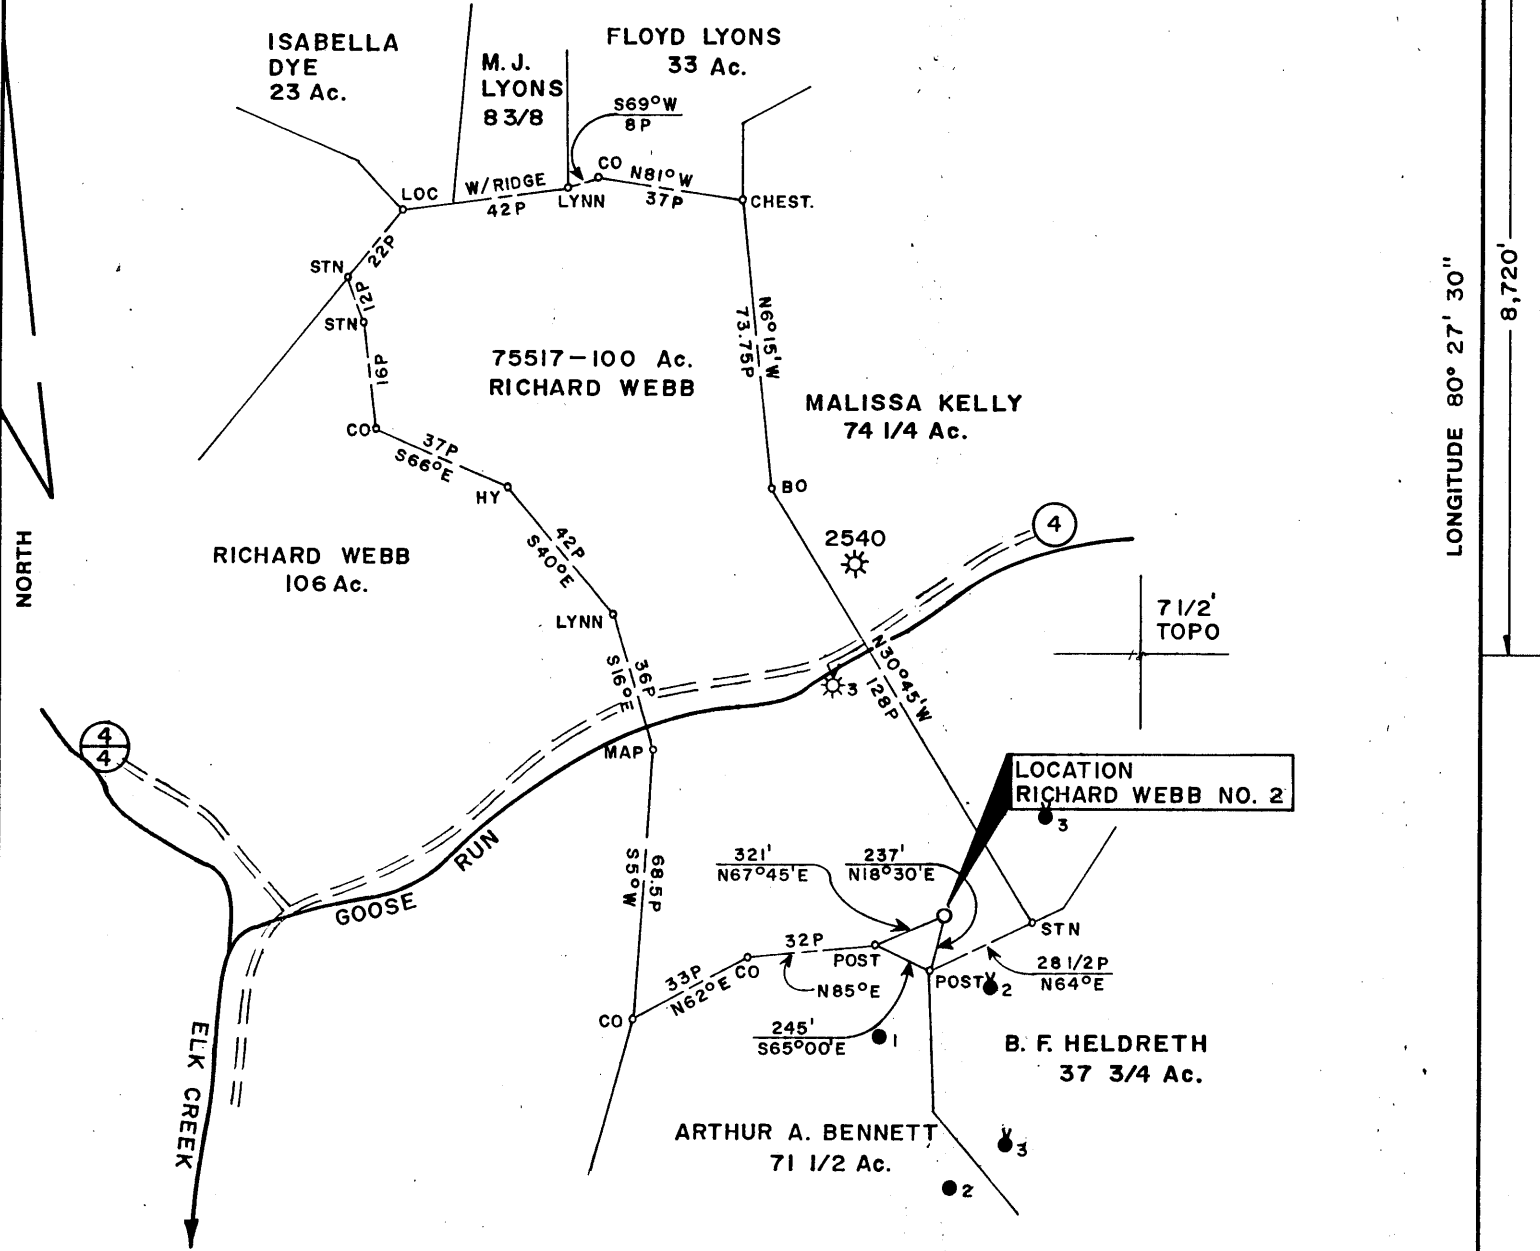 ISABELLA
DYE
23 Ac.
M. J.
LYONS
8 3/8
FLOYD LYONS
33 Ac.
S69°W
8P
LOC
W/RIDGE
42P
LYNN
CO
N81°W
37P
CHEST.
22P
STN
12P
STN
16P
CO
75517-100 Ac.
RICHARD WEBB
N6°15'W
73.75P
MALISSA KELLY
74 1/4 Ac.
37P
S66°E
HY
BO
42P
S40°E
RICHARD WEBB
106 Ac.
LYNN
2540
4
NORTH
LONGITUDE 80° 27' 30"
8,720'
7 1/2'
TOPO
36P
S16°E
MAP
3
N30°45'W
128P
4
4
LOCATION
RICHARD WEBB NO. 2
3
GOOSE RUN
68.5P
S5°W
321'
N67°45'E
237'
N18°30'E
STN
32P
POST
CO
N85°E
33P
N62°E
CO
POST
2
28 1/2P
N64°E
245'
S65°00'E
1
B. F. HELDRETH
37 3/4 Ac.
ELK CREEK
ARTHUR A. BENNETT
71 1/2 Ac.
3
2